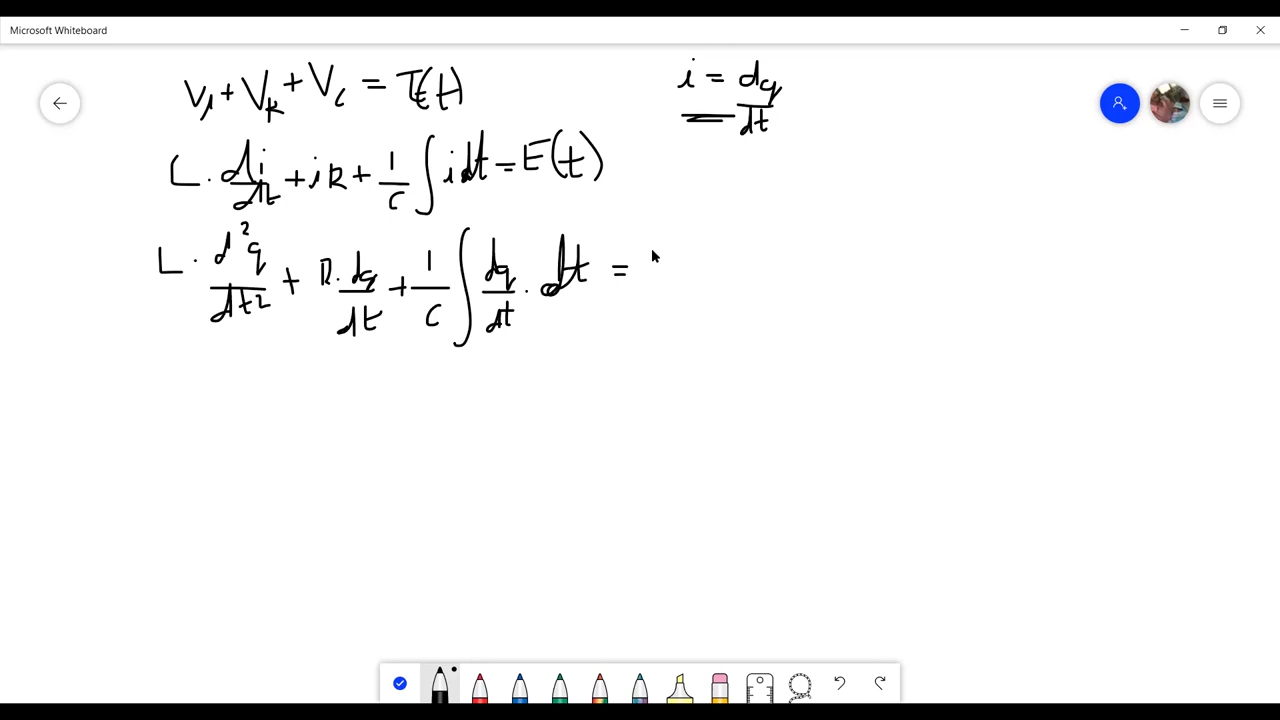 Microsoft Whiteboard
V_L + V_R + V_C = E(t)
i = dq/dt
L · di/dt + iR + 1/C ∫ i dt = E(t)
L · d²q/dt² + R · dq/dt + 1/C ∫ dq/dt · dt =